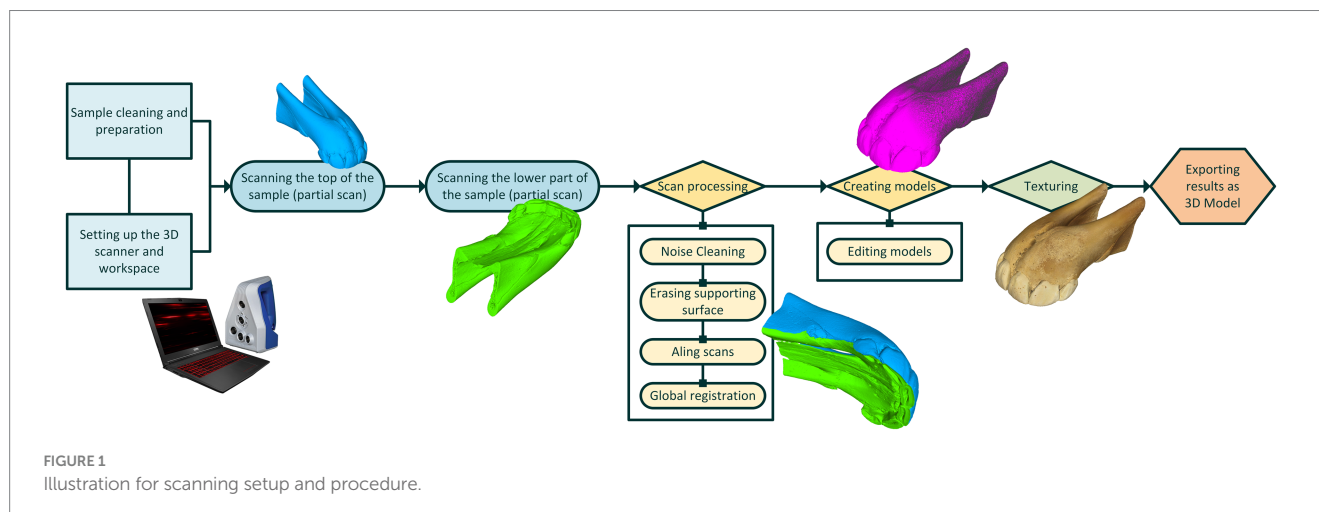 Sample cleaning and
preparation
Setting up the 3D
scanner and
workspace
Scanning the top of the
sample (partial scan)
Scanning the lower part of
the sample (partial scan)
Scan processing
Noise Cleaning
Erasing supporting
surface
Aling scans
Global registration
Creating models
Editing models
Texturing
Exporting
results as
3D Model
FIGURE 1
Illustration for scanning setup and procedure.